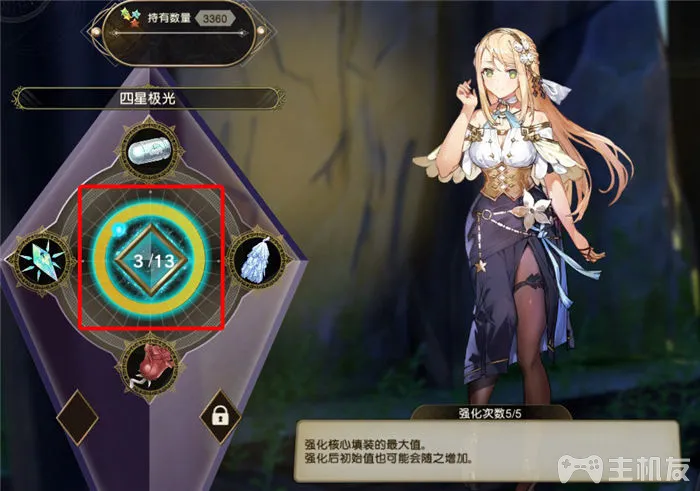 持有数量 3360
四星极光
3/13
强化次数5/5
强化核心填装的最大值。
强化后初始值也可能会随之增加。
主机友